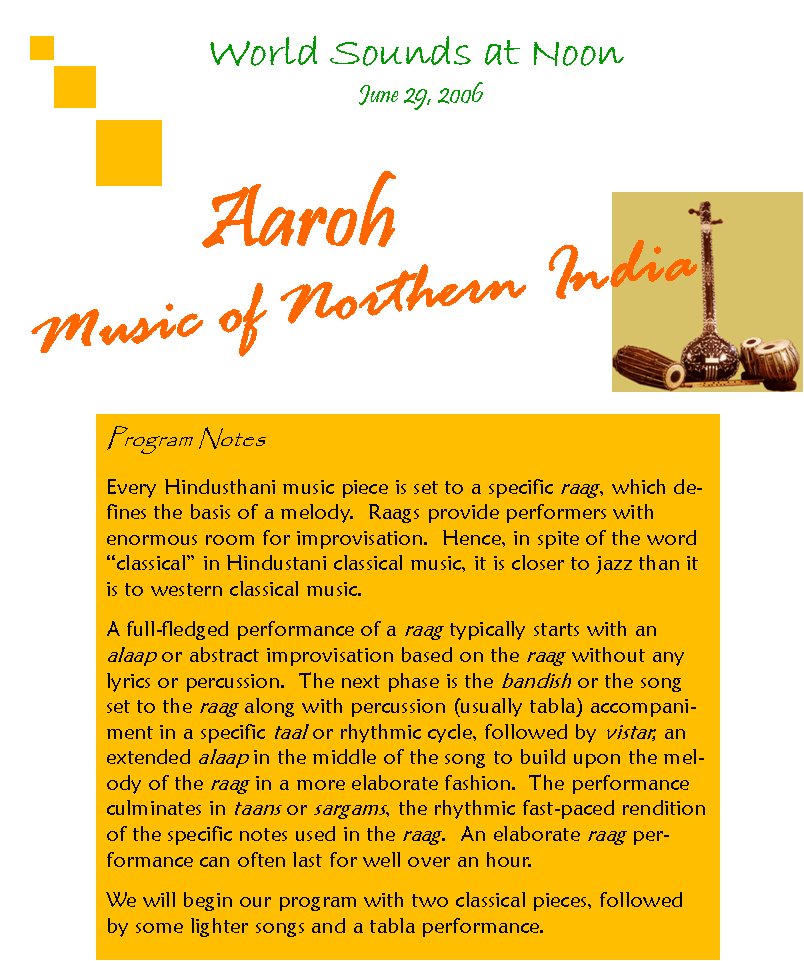 World Sounds at Noon
June 29, 2006
Aaroh
Music of Northern India
Program Notes
Every Hindusthani music piece is set to a specific raag, which de-
fines the basis of a melody.  Raags provide performers with
enormous room for improvisation.  Hence, in spite of the word
“classical” in Hindustani classical music, it is closer to jazz than it
is to western classical music.
A full-fledged performance of a raag typically starts with an
alaap or abstract improvisation based on the raag without any
lyrics or percussion.  The next phase is the bandish or the song
set to the raag along with percussion (usually tabla) accompani-
ment in a specific taal or rhythmic cycle, followed by vistar, an
extended alaap in the middle of the song to build upon the mel-
ody of the raag in a more elaborate fashion.  The performance
culminates in taans or sargams, the rhythmic fast-paced rendition
of the specific notes used in the raag.  An elaborate raag per-
formance can often last for well over an hour.
We will begin our program with two classical pieces, followed
by some lighter songs and a tabla performance.